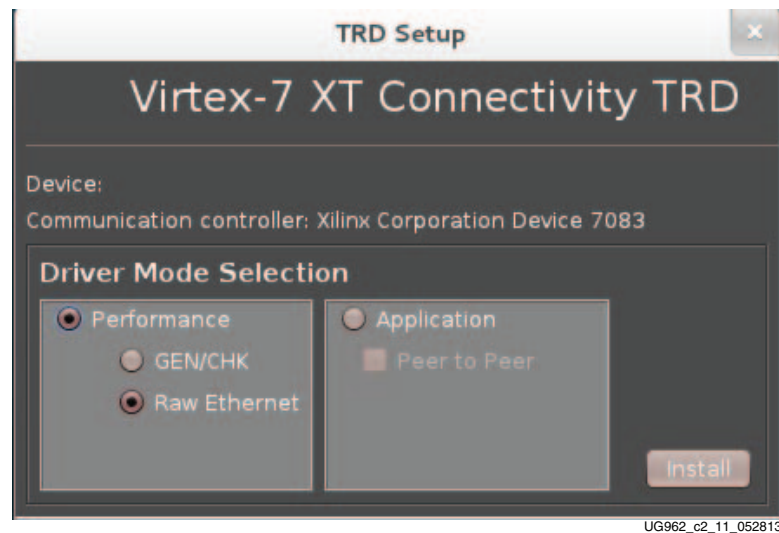 TRD Setup
x
Virtex-7 XT Connectivity TRD
Device:
Communication controller: Xilinx Corporation Device 7083
Driver Mode Selection
Performance
GEN/CHK
Raw Ethernet
Application
Peer to Peer
Install
UG962_c2_11_052813